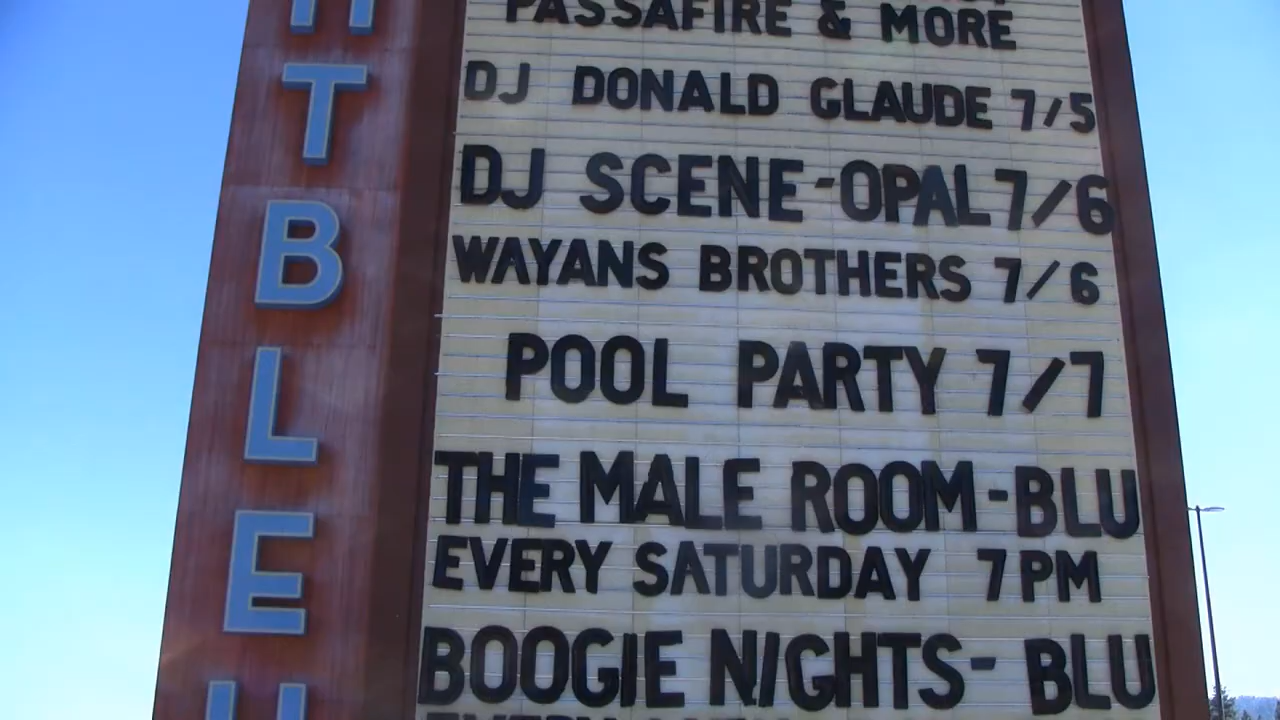 PASSAFIRE & MORE
DJ DONALD GLAUDE 7/5
DJ SCENE-OPAL 7/6
WAYANS BROTHERS 7/6
POOL PARTY 7/7
THE MALE ROOM-BLU
EVERY SATURDAY 7PM
BOOGIE NIGHTS- BLU
TBLE